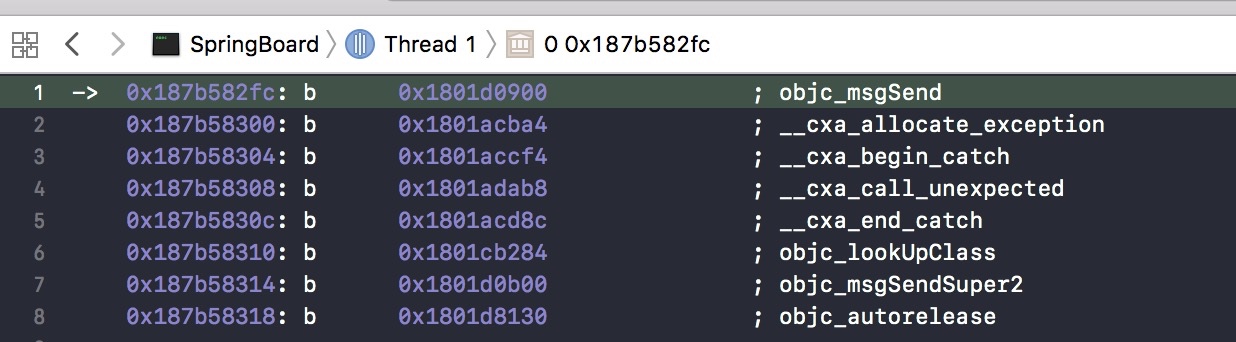 SpringBoard Thread 1 0 0x187b582fc
1 -> 0x187b582fc: b 0x1801d0900 ; objc_msgSend
2 0x187b58300: b 0x1801acba4 ; __cxa_allocate_exception
3 0x187b58304: b 0x1801accf4 ; __cxa_begin_catch
4 0x187b58308: b 0x1801adab8 ; __cxa_call_unexpected
5 0x187b5830c: b 0x1801acd8c ; __cxa_end_catch
6 0x187b58310: b 0x1801cb284 ; objc_lookUpClass
7 0x187b58314: b 0x1801d0b00 ; objc_msgSendSuper2
8 0x187b58318: b 0x1801d8130 ; objc_autorelease